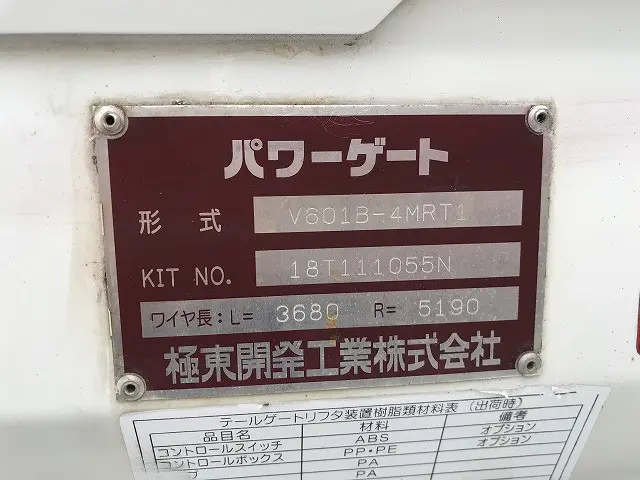 パワーゲート
形式 V601B-4MRT1
KIT NO. 18T111055N
ワイヤ長:L= 3680 R= 5190
極東開発工業株式会社
テールゲートリフタ装置樹脂類材料表 (出荷時)
品目名 材料 備考
コントロールスイッチ ABS オプション
コントロールボックス PP・PE オプション
プ PA
PA